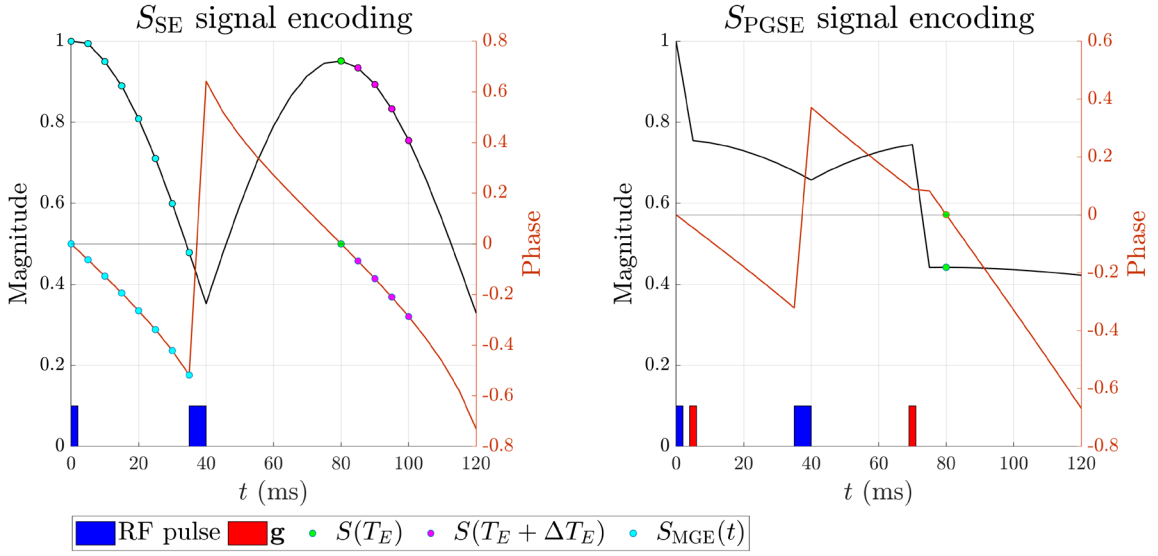 S_SE signal encoding
S_PGSE signal encoding
1
0.8
0.6
0.4
0.2
0
Magnitude
0.8
0.6
0.4
0.2
0
-0.2
-0.4
-0.6
-0.8
Phase
0 20 40 60 80 100 120
t (ms)
1
0.8
0.6
0.4
0.2
0
Magnitude
0.6
0.4
0.2
0
-0.2
-0.4
-0.6
-0.8
Phase
0 20 40 60 80 100 120
t (ms)
RF pulse g S(T_E) S(T_E + ΔT_E) S_MGE(t)